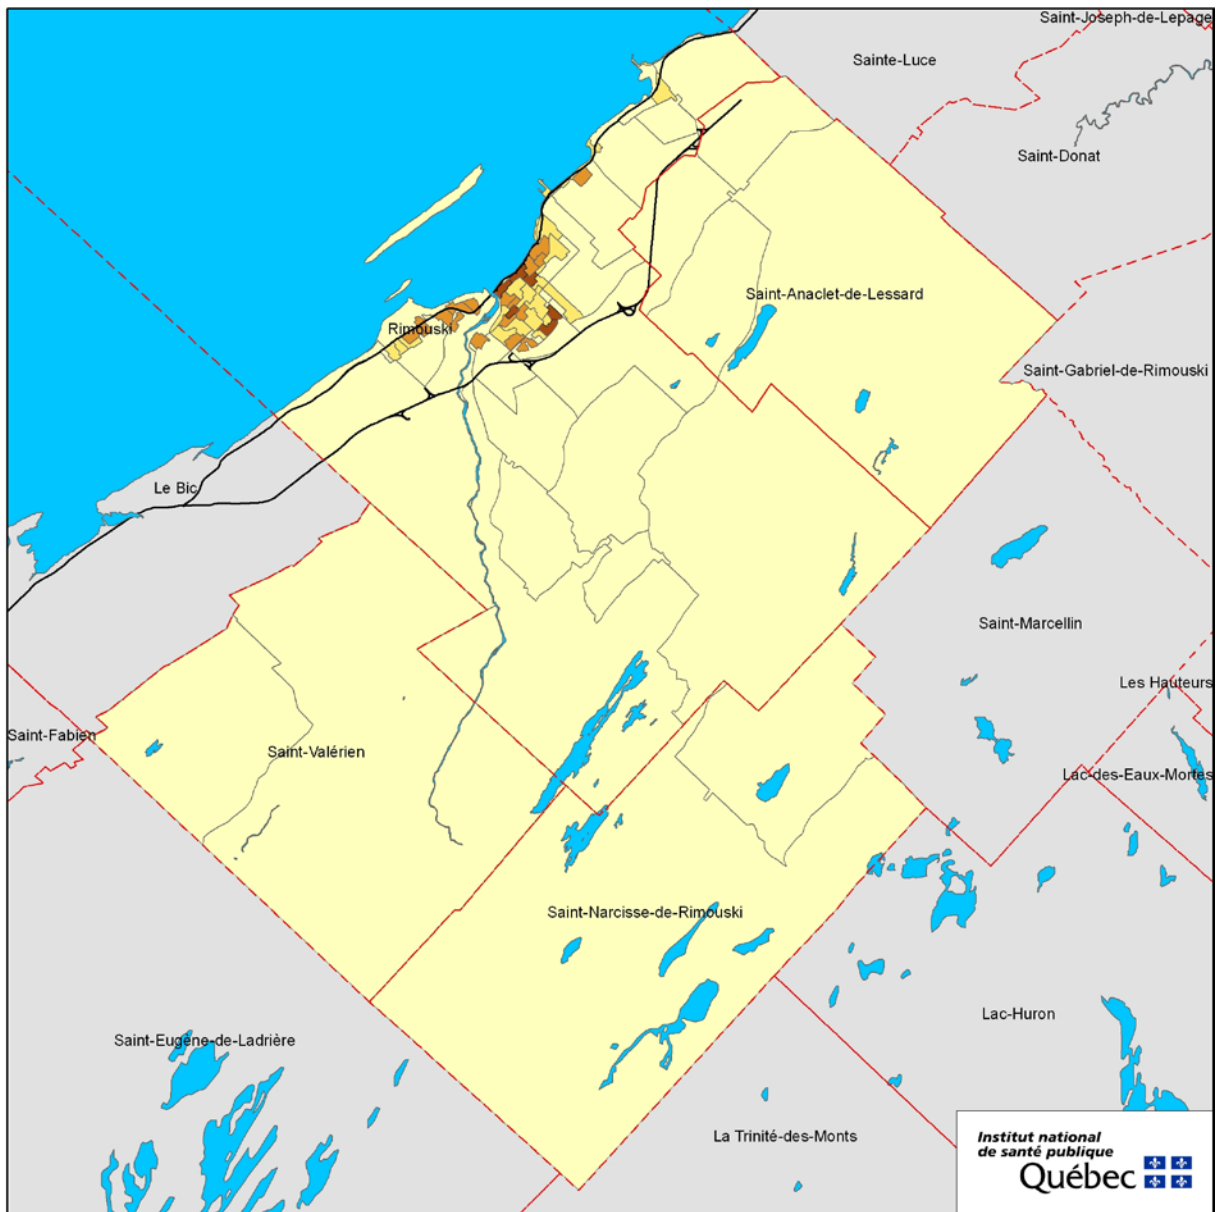 Saint-Joseph-de-Lepage
Sainte-Luce
Saint-Donat
Saint-Anaclet-de-Lessard
Rimouski
Saint-Gabriel-de-Rimouski
Le Bic
Saint-Marcellin
Les Hauteurs
Saint-Fabien
Saint-Valérien
Lac-des-Eaux-Mortes
Saint-Narcisse-de-Rimouski
Lac-Huron
Saint-Eugène-de-Ladrière
La Trinité-des-Monts
Institut national
de santé publique
Québec